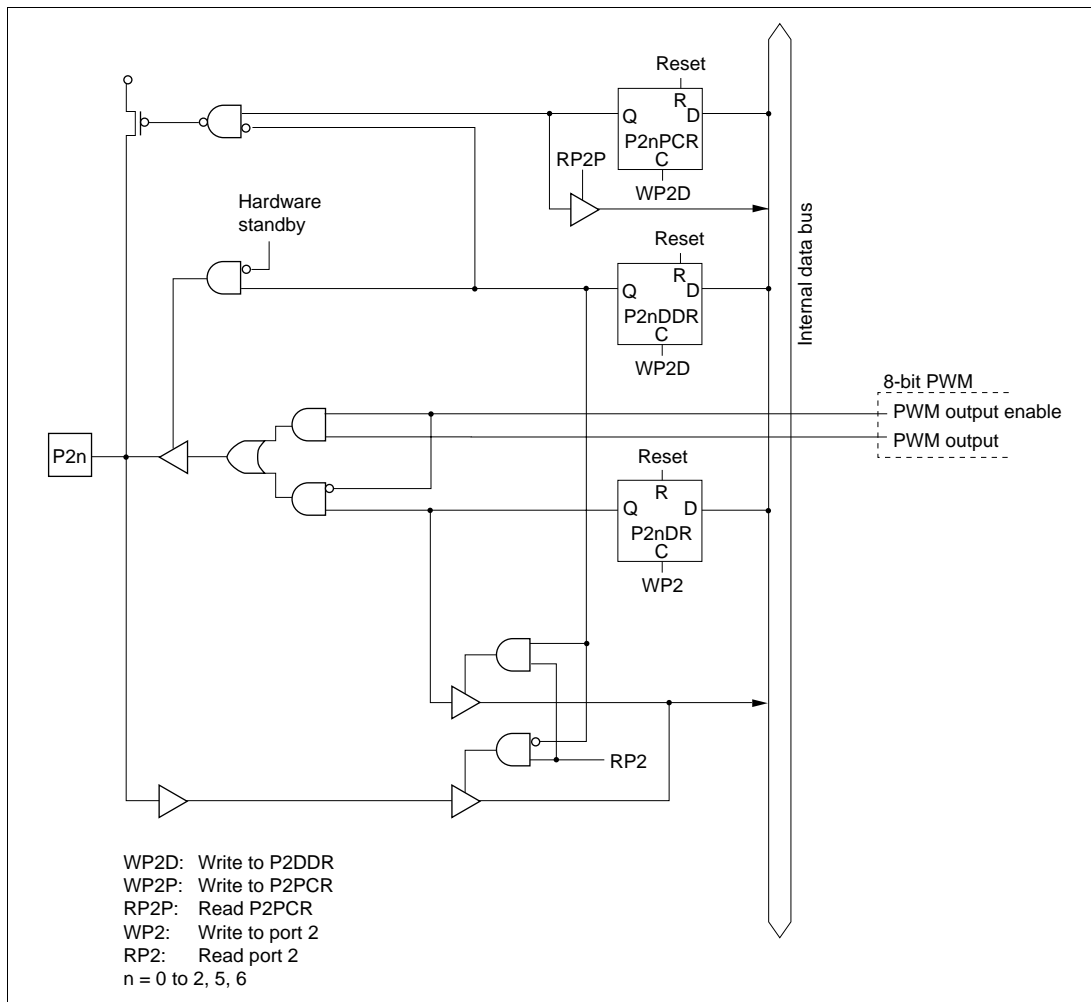 Reset
R
Q D
P2nPCR
C
RP2P
WP2D
Hardware
standby
Reset
R
Q D
P2nDDR
C
WP2D
Internal data bus
8-bit PWM
PWM output enable
PWM output
P2n
Reset
R
Q D
P2nDR
C
WP2
RP2
WP2D: Write to P2DDR
WP2P: Write to P2PCR
RP2P: Read P2PCR
WP2: Write to port 2
RP2: Read port 2
n = 0 to 2, 5, 6